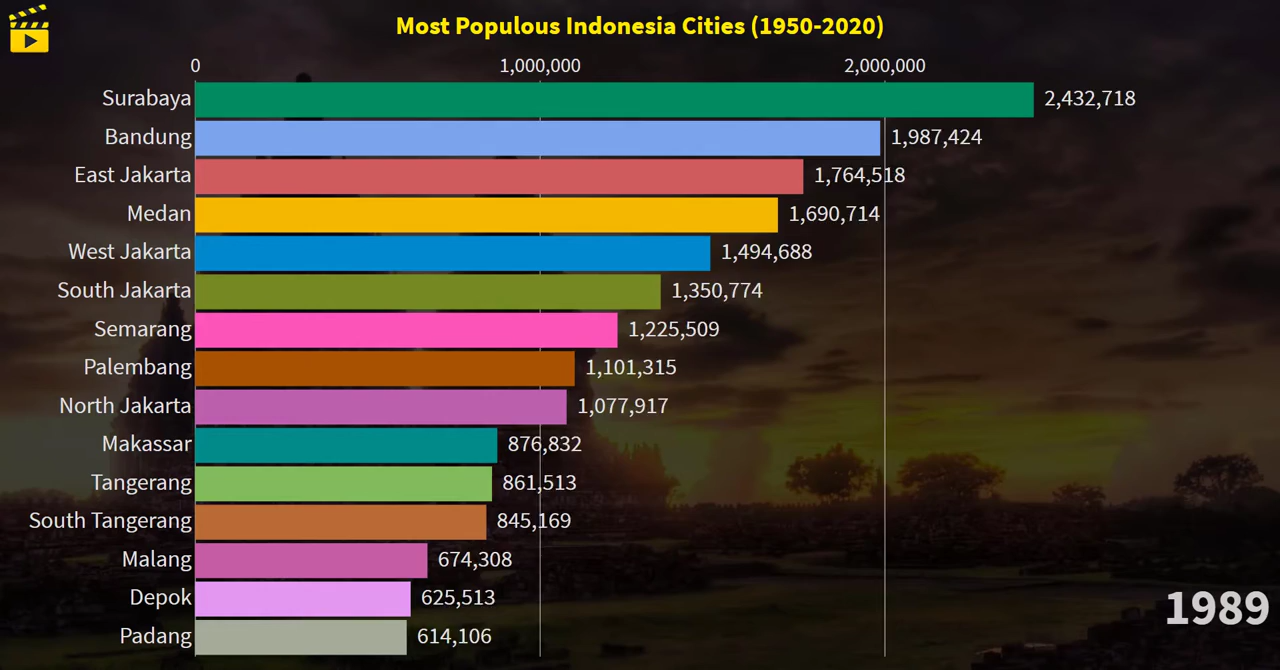 Most Populous Indonesia Cities (1950-2020)
0 1,000,000 2,000,000
Surabaya 2,432,718
Bandung 1,987,424
East Jakarta 1,764,518
Medan 1,690,714
West Jakarta 1,494,688
South Jakarta 1,350,774
Semarang 1,225,509
Palembang 1,101,315
North Jakarta 1,077,917
Makassar 876,832
Tangerang 861,513
South Tangerang 845,169
Malang 674,308
Depok 625,513
Padang 614,106
1989